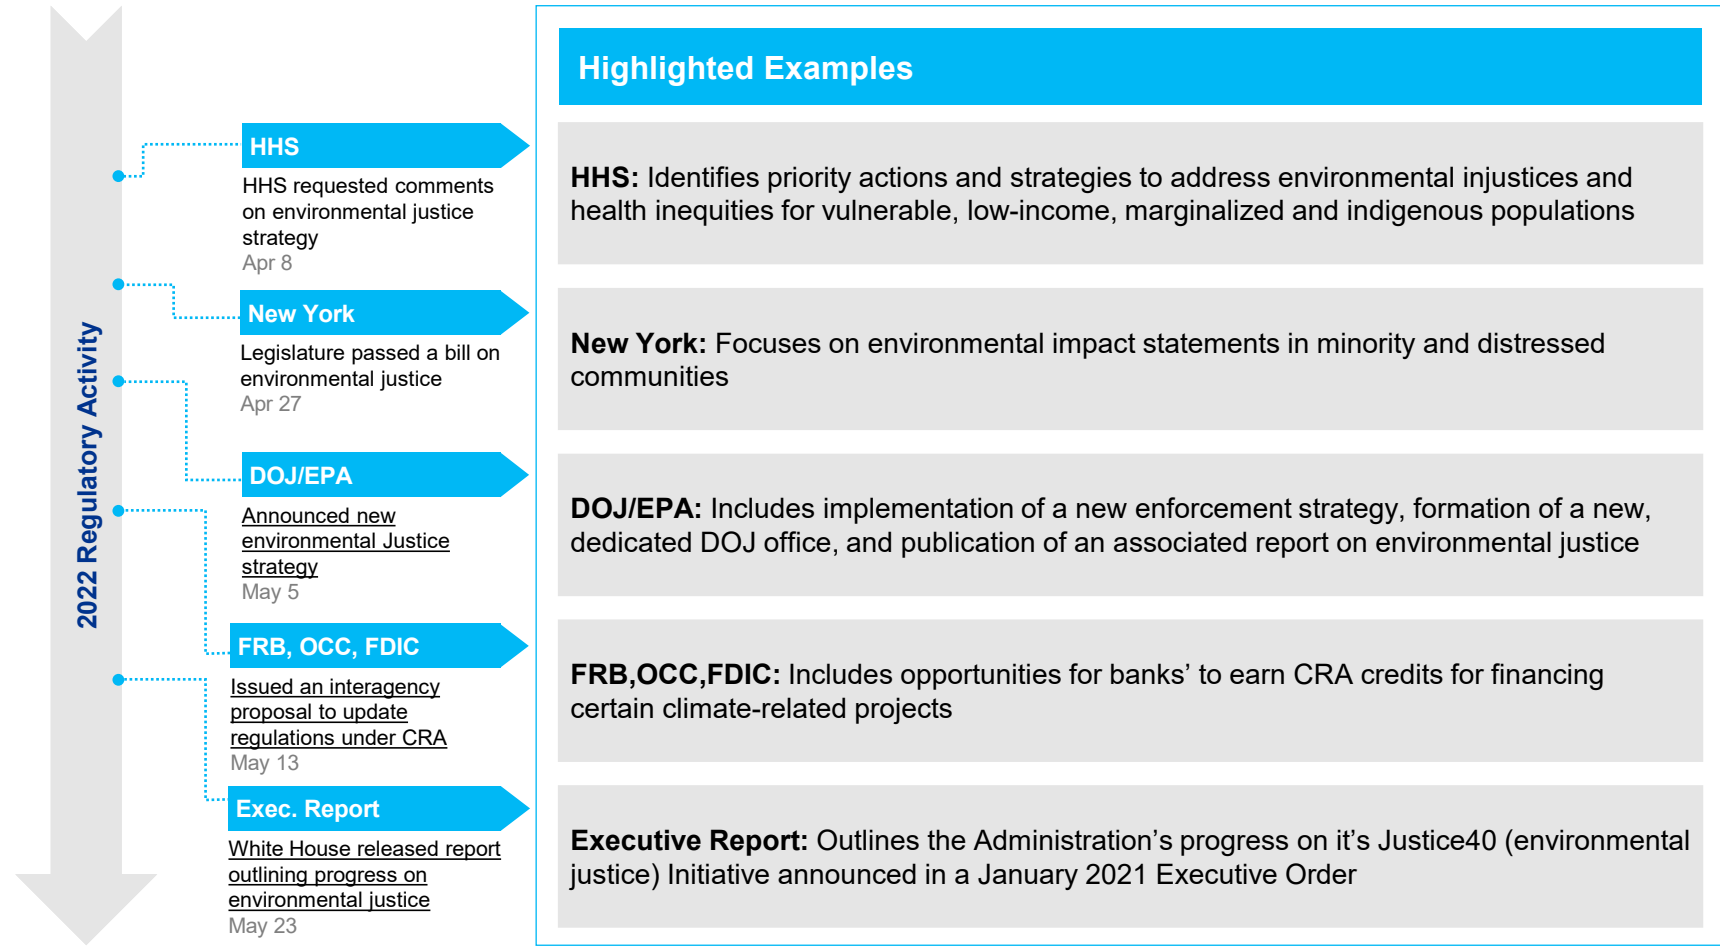 2022 Regulatory Activity
Highlighted Examples
HHS
HHS requested comments
on environmental justice
strategy
Apr 8
HHS: Identifies priority actions and strategies to address environmental injustices and
health inequities for vulnerable, low-income, marginalized and indigenous populations
New York
Legislature passed a bill on
environmental justice
Apr 27
New York: Focuses on environmental impact statements in minority and distressed
communities
DOJ/EPA
Announced new
environmental Justice
strategy
May 5
DOJ/EPA: Includes implementation of a new enforcement strategy, formation of a new,
dedicated DOJ office, and publication of an associated report on environmental justice
FRB, OCC, FDIC
Issued an interagency
proposal to update
regulations under CRA
May 13
FRB,OCC,FDIC: Includes opportunities for banks’ to earn CRA credits for financing
certain climate-related projects
Exec. Report
White House released report
outlining progress on
environmental justice
May 23
Executive Report: Outlines the Administration’s progress on it’s Justice40 (environmental
justice) Initiative announced in a January 2021 Executive Order